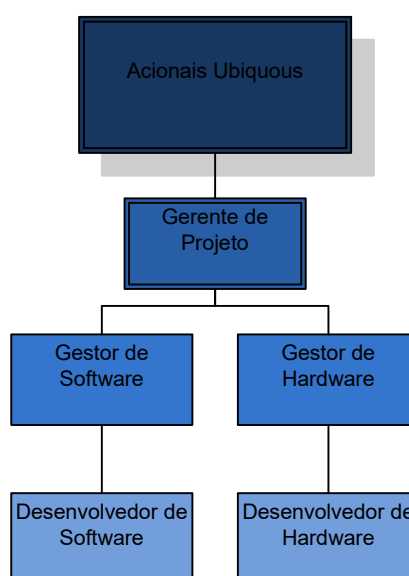 Acionais Ubiquous
Gerente de
Projeto
Gestor de
Software
Gestor de
Hardware
Desenvolvedor de
Software
Desenvolvedor de
Hardware